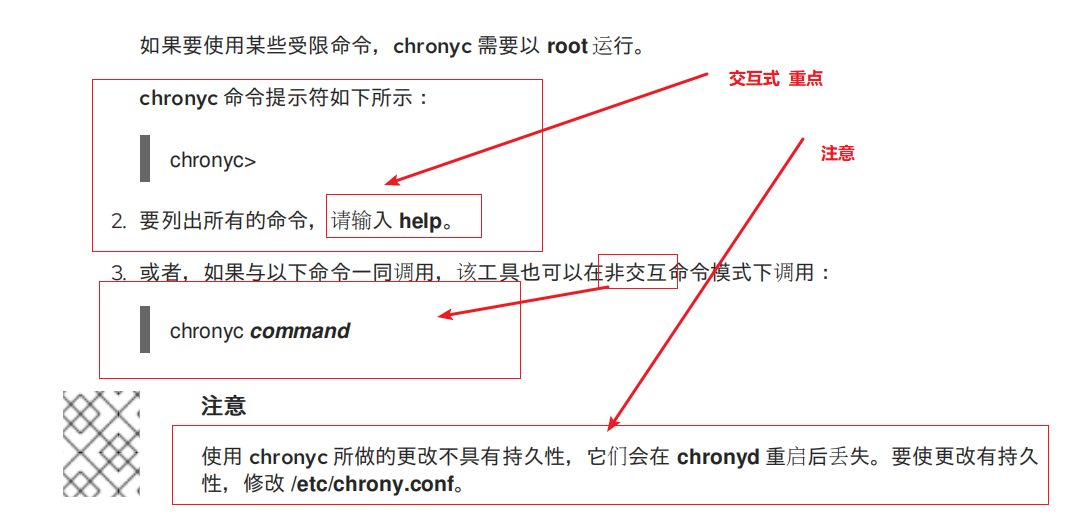 如果要使用某些受限命令，chronyc 需要以 root 运行。
交互式 重点
chronyc 命令提示符如下所示：
注意
chronyc>
2. 要列出所有的命令，请输入 help。
3. 或者，如果与以下命令一同调用，该工具也可以在非交互命令模式下调用：
chronyc command
注意
使用 chronyc 所做的更改不具有持久性，它们会在 chronyd 重启后丢失。要使更改有持久
性，修改 /etc/chrony.conf。